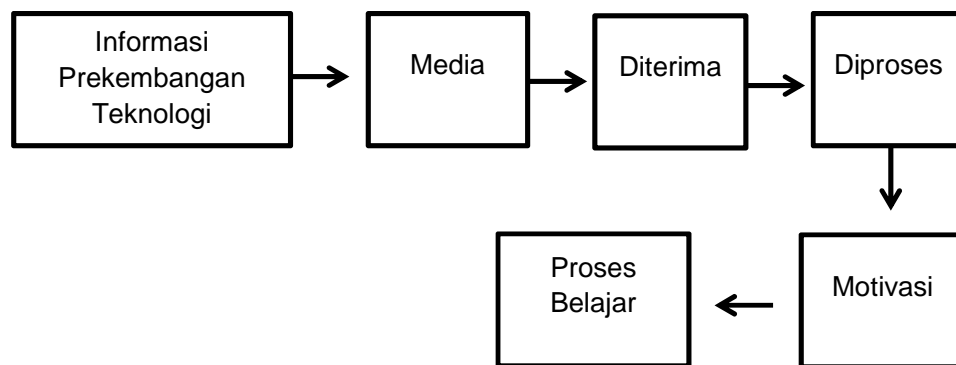 Informasi
Prekembangan
Teknologi
Media
Diterima
Diproses
Motivasi
Proses
Belajar